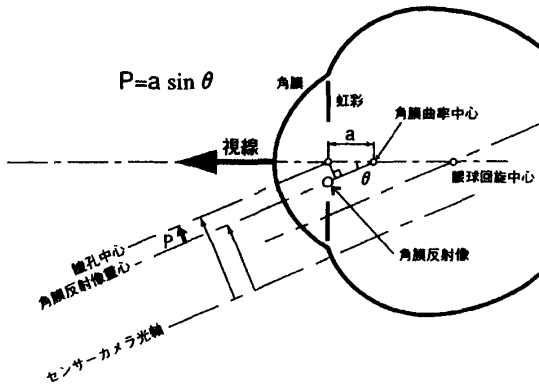 P=a sin θ
角膜
虹彩
a
角膜曲率中心
視線
θ
眼球回旋中心
P
瞳孔中心
角膜反射像重心
角膜反射像
センサーカメラ光軸